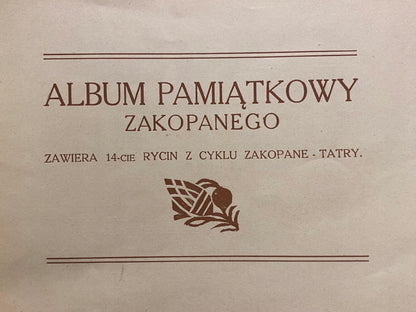 ALBUM PAMIĄTKOWY
ZAKOPANEGO
ZAWIERA 14-CIE RYCIN Z CYKLU ZAKOPANE - TATRY.